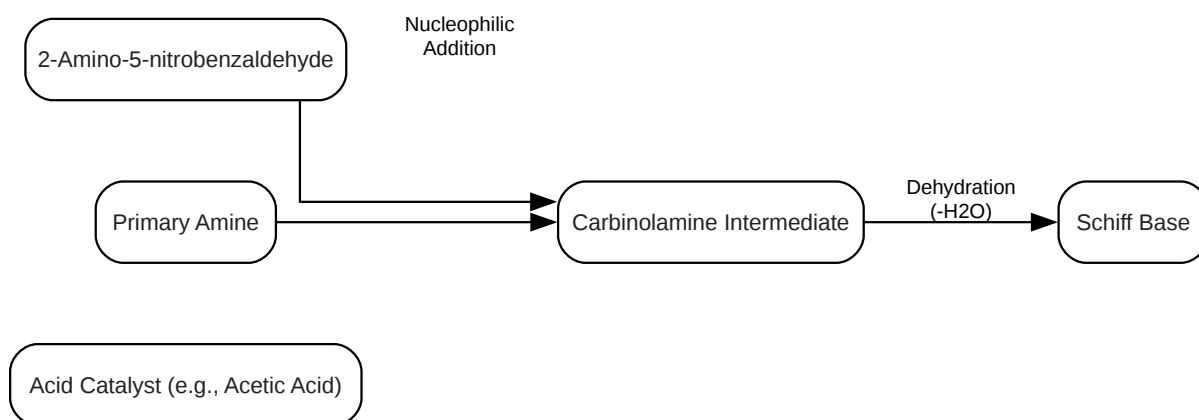 2-Amino-5-nitrobenzaldehyde
Nucleophilic
Addition
Primary Amine
Carbinolamine Intermediate
Dehydration
(-H2O)
Schiff Base
Acid Catalyst (e.g., Acetic Acid)